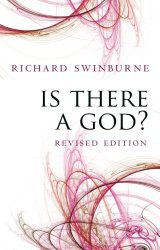 RICHARD SWINBURNE
IS THERE
A GOD?
REVISED EDITION